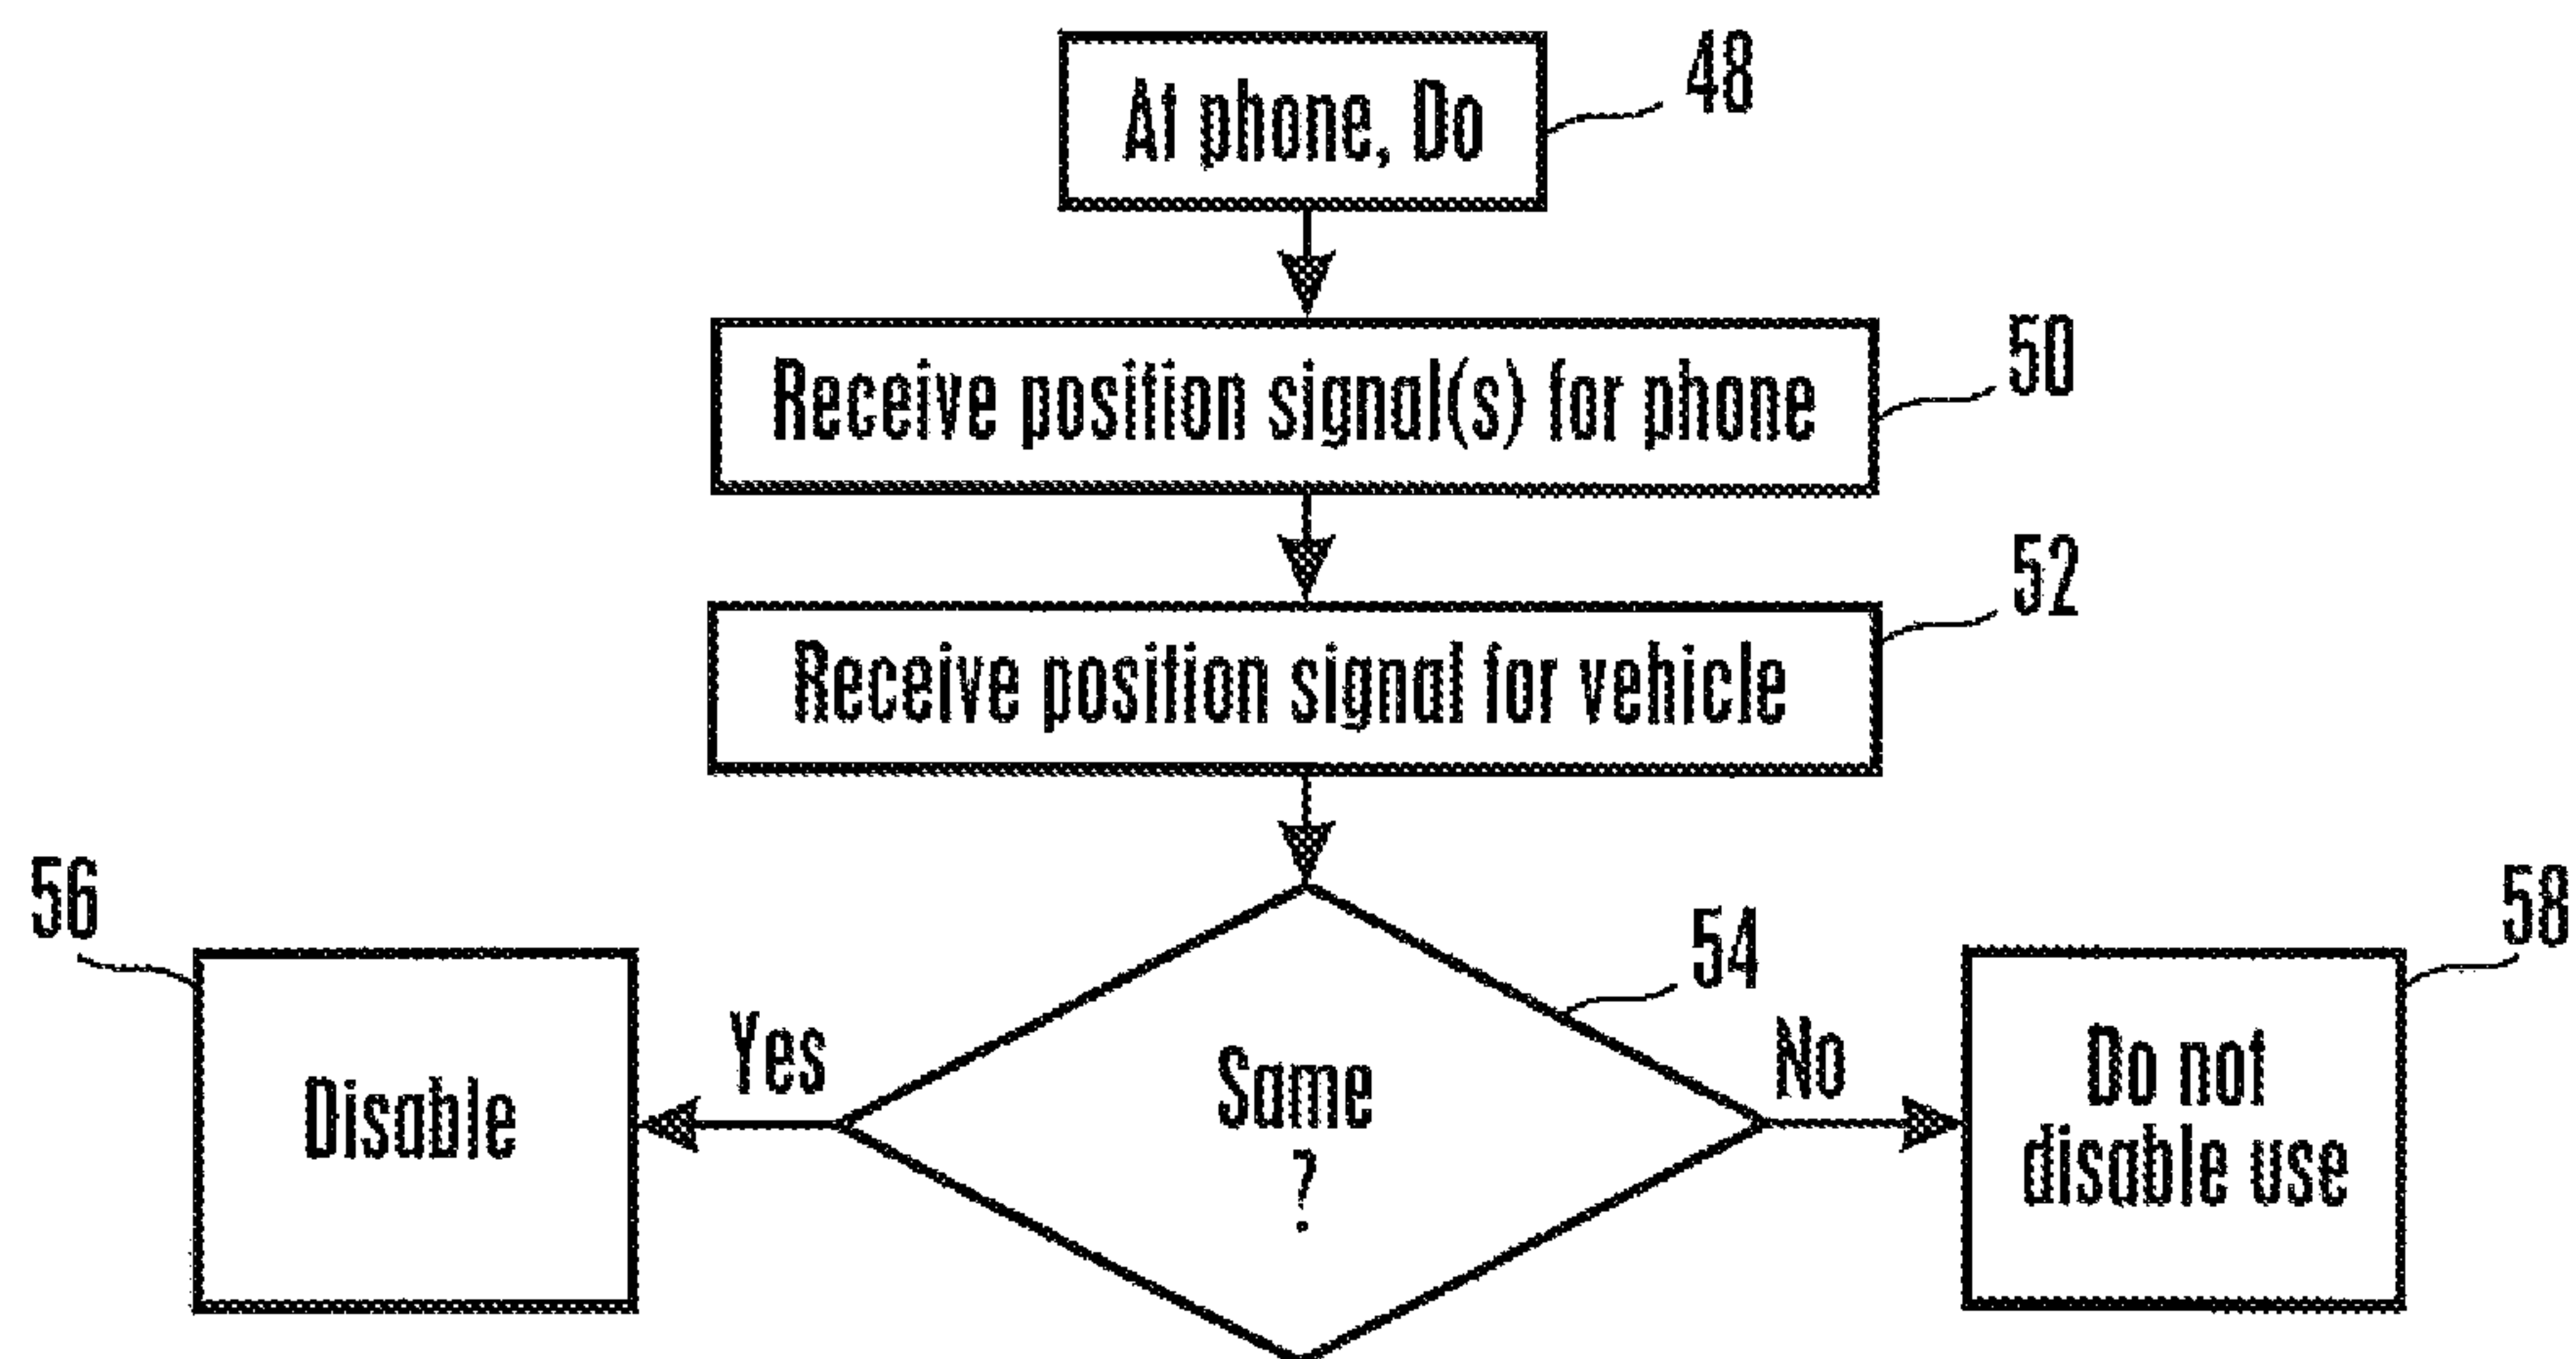 At phone, Do
48
Receive position signal(s) for phone
50
Receive position signal for vehicle
52
54
Same
?
Yes
No
56
Disable
58
Do not
disable use